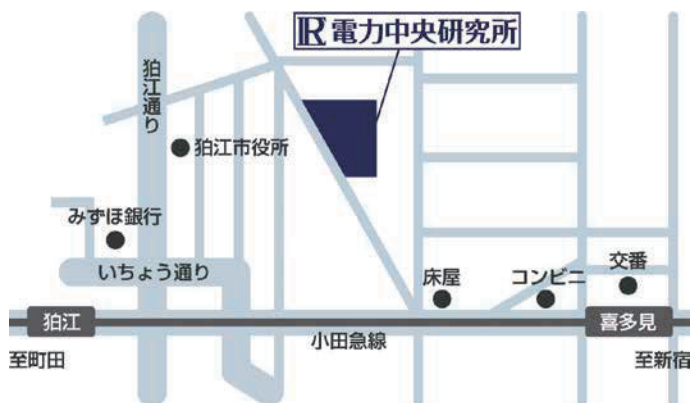 電力中央研究所
狛江通り
狛江市役所
みずほ銀行
いちょう通り
床屋
コンビニ
交番
狛江
喜多見
小田急線
至町田
至新宿